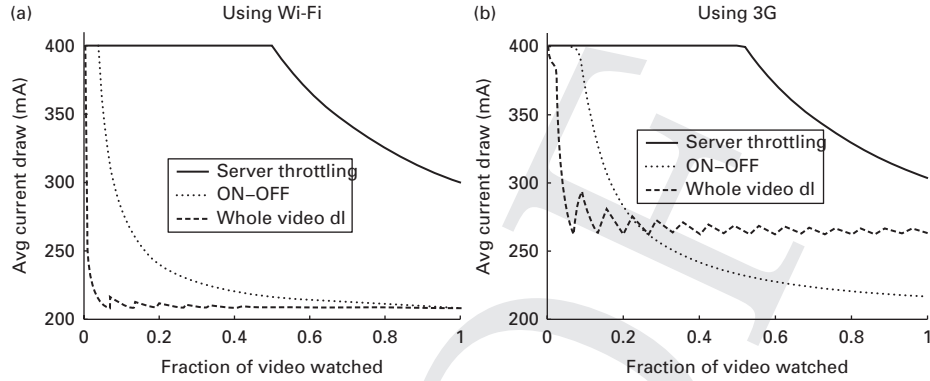 (a) Using Wi-Fi
Avg current draw (mA)
400
350
300
250
200
Server throttling
ON–OFF
Whole video dl
0 0.2 0.4 0.6 0.8 1
Fraction of video watched
(b) Using 3G
Avg current draw (mA)
400
350
300
250
200
Server throttling
ON–OFF
Whole video dl
0 0.2 0.4 0.6 0.8 1
Fraction of video watched